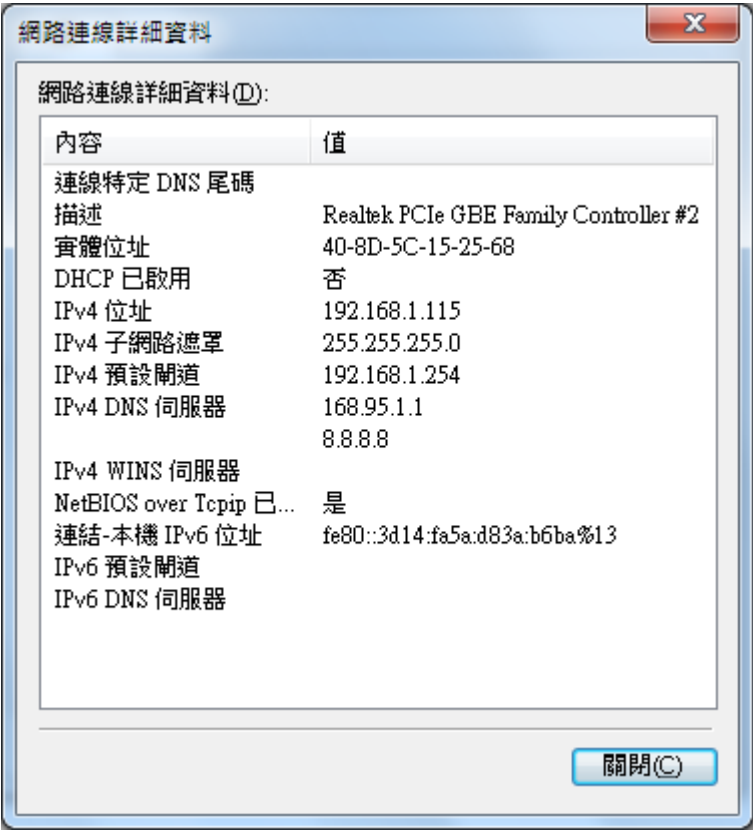 網路連線詳細資料
網路連線詳細資料(D):
內容 值
連線特定 DNS 尾碼
描述 Realtek PCIe GBE Family Controller #2
實體位址 40-8D-5C-15-25-68
DHCP 已啟用 否
IPv4 位址 192.168.1.115
IPv4 子網路遮罩 255.255.255.0
IPv4 預設閘道 192.168.1.254
IPv4 DNS 伺服器 168.95.1.1
8.8.8.8
IPv4 WINS 伺服器
NetBIOS over Tcpip 已... 是
連結-本機 IPv6 位址 fe80::3d14:fa5a:d83a:b6ba%13
IPv6 預設閘道
IPv6 DNS 伺服器
關閉(C)